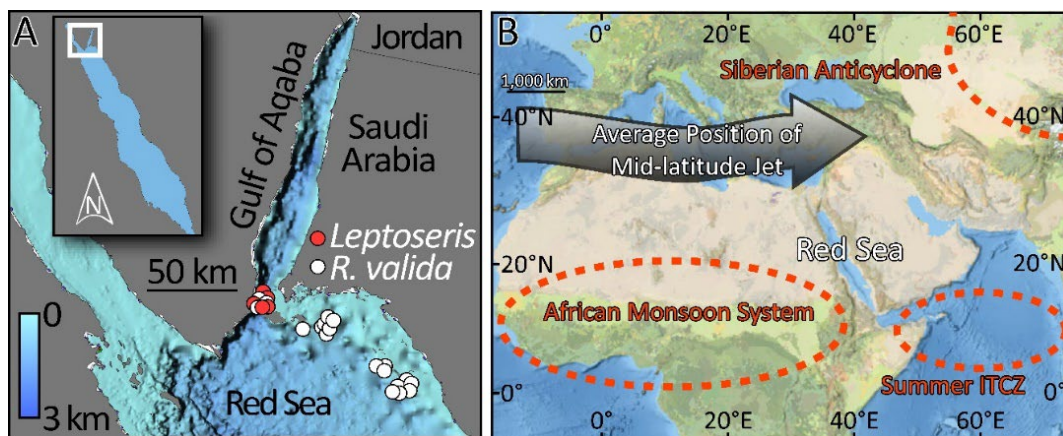 A
N
Jordan
Gulf of Aqaba
Saudi
Arabia
Leptoseris
R. valida
50 km
0
3 km
Red Sea
B
0°
20°E
40°E
60°E
Siberian Anticyclone
1,000 km
40°N
40°N
Average Position of
Mid-latitude Jet
Red Sea
20°N
20°N
African Monsoon System
Summer ITCZ
0°
0°
0°
20°E
40°E
60°E